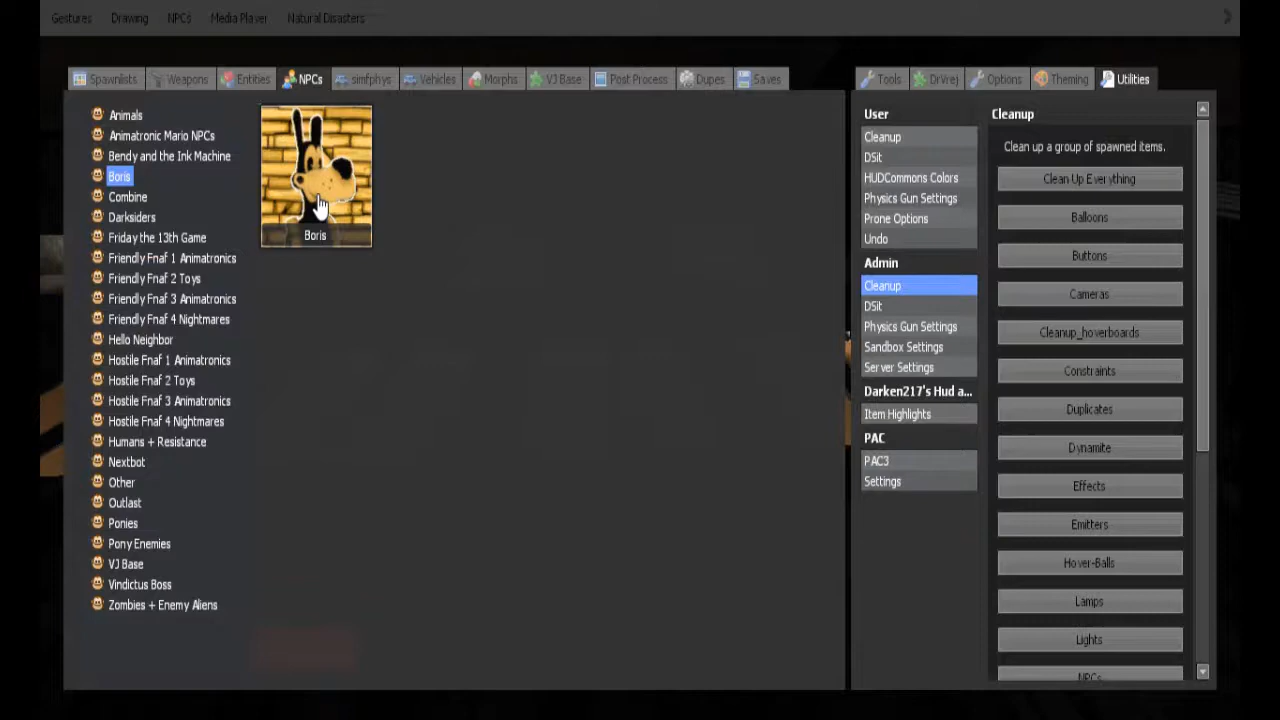 Gestures Drawing NPCs Media Player Natural Disasters
Spawnlists Weapons Entities NPCs simfphys Vehicles Morphs VJ Base Post Process Dupes Saves
Animals
Animatronic Mario NPCs
Bendy and the Ink Machine
Boris
Combine
Darksiders
Friday the 13th Game
Friendly Fnaf 1 Animatronics
Friendly Fnaf 2 Toys
Friendly Fnaf 3 Animatronics
Friendly Fnaf 4 Nightmares
Hello Neighbor
Hostile Fnaf 1 Animatronics
Hostile Fnaf 2 Toys
Hostile Fnaf 3 Animatronics
Hostile Fnaf 4 Nightmares
Humans + Resistance
Nextbot
Other
Outlast
Ponies
Pony Enemies
VJ Base
Vindictus Boss
Zombies + Enemy Aliens
Boris
Tools DrVrej Options Theming Utilities
User
Cleanup
DSit
HUDCommons Colors
Physics Gun Settings
Prone Options
Undo
Admin
Cleanup
DSit
Physics Gun Settings
Sandbox Settings
Server Settings
Darken217's Hud a...
Item Highlights
PAC
PAC3
Settings
Cleanup
Clean up a group of spawned items.
Clean Up Everything
Balloons
Buttons
Cameras
Cleanup_hoverboards
Constraints
Duplicates
Dynamite
Effects
Emitters
Hover-Balls
Lamps
Lights
NPCs